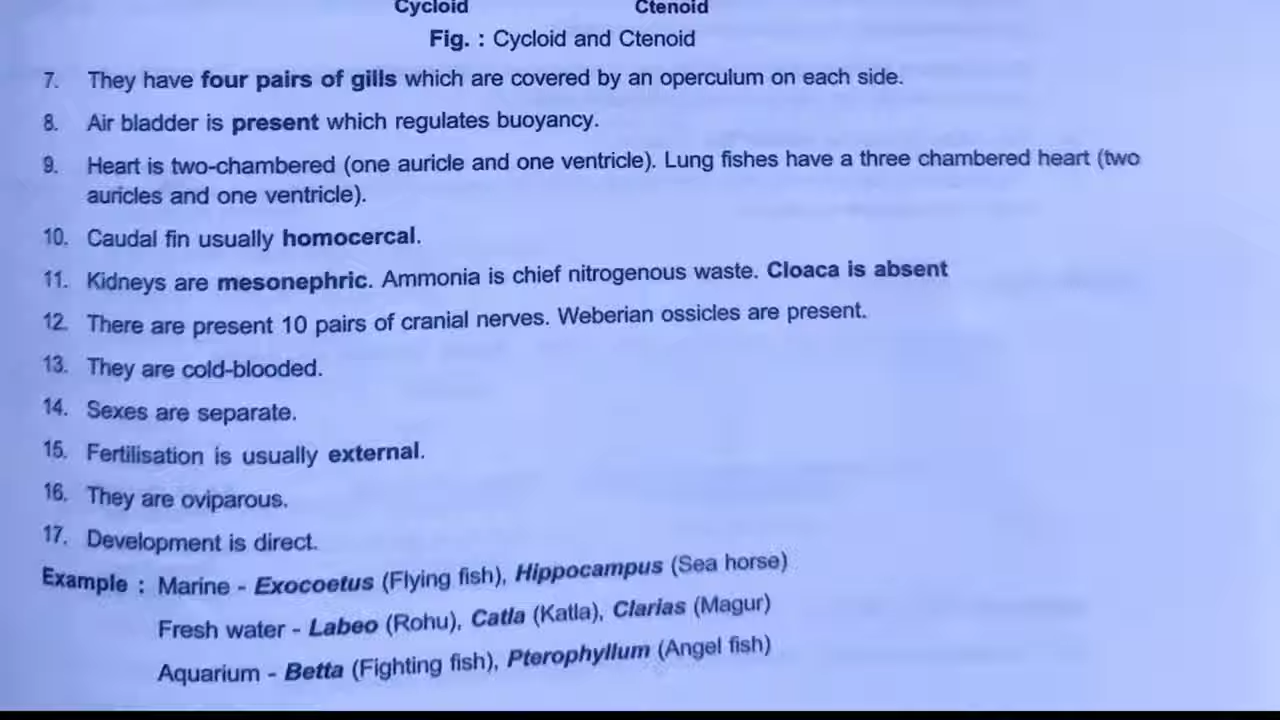 Cycloid Ctenoid
Fig. : Cycloid and Ctenoid
7. They have four pairs of gills which are covered by an operculum on each side.
8. Air bladder is present which regulates buoyancy.
9. Heart is two-chambered (one auricle and one ventricle). Lung fishes have a three chambered heart (two
auricles and one ventricle).
10. Caudal fin usually homocercal.
11. Kidneys are mesonephric. Ammonia is chief nitrogenous waste. Cloaca is absent
12. There are present 10 pairs of cranial nerves. Weberian ossicles are present.
13. They are cold-blooded.
14. Sexes are separate.
15. Fertilisation is usually external.
16. They are oviparous.
17. Development is direct.
Example : Marine - Exocoetus (Flying fish), Hippocampus (Sea horse)
Fresh water - Labeo (Rohu), Catla (Katla), Clarias (Magur)
Aquarium - Betta (Fighting fish), Pterophyllum (Angel fish)